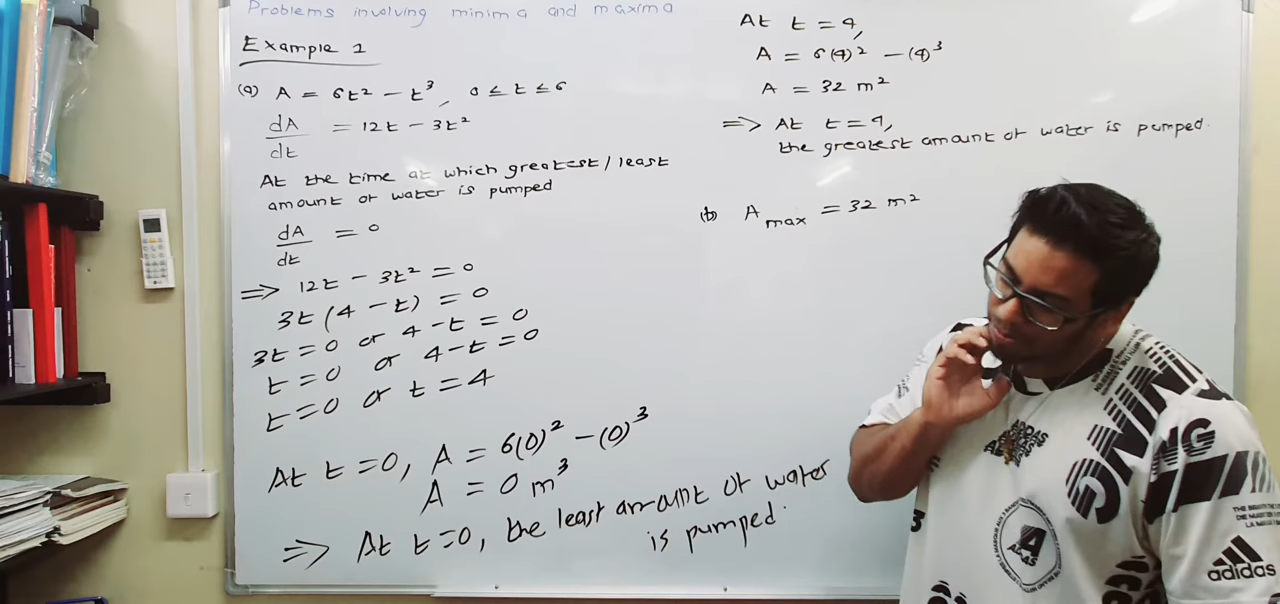 Problems involving minima and maxima
Example 1
(a) A = 6t² - t³, 0 ≤ t ≤ 6
dA/dt = 12t - 3t²
At the time at which greatest/least
amount of water is pumped
dA/dt = 0
=> 12t - 3t² = 0
3t(4 - t) = 0
3t = 0 or 4 - t = 0
t = 0 or 4 - t = 0
t = 0 or t = 4
At t = 0, A = 6(0)² - (0)³
A = 0 m³
=> At t = 0, the least amount of water
is pumped.
At t = 4,
A = 6(4)² - (4)³
A = 32 m²
=> At t = 4,
the greatest amount of water is pumped.
(b) A max = 32 m²
adidas